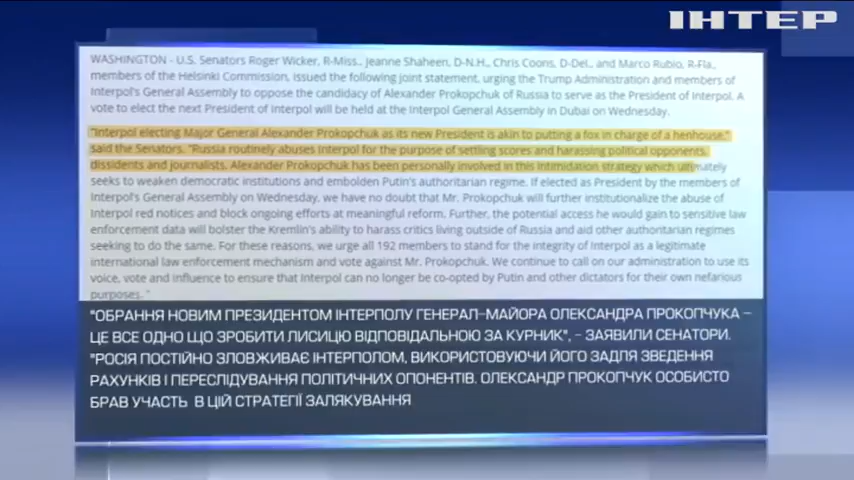 ІНТЕР
WASHINGTON - U.S. Senators Roger Wicker, R-Miss., Jeanne Shaheen, D-N.H., Chris Coons, D-Del., and Marco Rubio, R-Fla.,
members of the Helsinki Commission, issued the following joint statement, urging the Trump Administration and members of
Interpol's General Assembly to oppose the candidacy of Alexander Prokopchuk of Russia to serve as the President of Interpol. A
vote to elect the next President of Interpol will be held at the Interpol General Assembly in Dubai on Wednesday.
"Interpol electing Major General Alexander Prokopchuk as its new President is akin to putting a fox in charge of a henhouse,"
said the Senators. "Russia routinely abuses Interpol for the purpose of settling scores and harassing political opponents,
dissidents and journalists. Alexander Prokopchuk has been personally involved in this intimidation strategy which ultimately
seeks to weaken democratic institutions and embolden Putin's authoritarian regime. If elected as President by the members of
Interpol's General Assembly on Wednesday, we have no doubt that Mr. Prokopchuk will further institutionalize the abuse of
Interpol red notices and block ongoing efforts at meaningful reform. Further, the potential access he would gain to sensitive law
enforcement data will bolster the Kremlin's ability to harass critics living outside of Russia and aid other authoritarian regimes
seeking to do the same. For these reasons, we urge all 192 members to stand for the integrity of Interpol as a legitimate
international law enforcement mechanism and vote against Mr. Prokopchuk. We continue to call on our administration to use its
voice, vote and influence to ensure that Interpol can no longer be co-opted by Putin and other dictators for their own nefarious
purposes. "
"ОБРАННЯ НОВИМ ПРЕЗИДЕНТОМ ІНТЕРПОЛУ ГЕНЕРАЛ-МАЙОРА ОЛЕКСАНДРА ПРОКОПЧУКА –
ЦЕ ВСЕ ОДНО ЩО ЗРОБИТИ ЛИСИЦЮ ВІДПОВІДАЛЬНОЮ ЗА КУРНИК", – ЗАЯВИЛИ СЕНАТОРИ.
"РОСІЯ ПОСТІЙНО ЗЛОВЖИВАЄ ІНТЕРПОЛОМ, ВИКОРИСТОВУЮЧИ ЙОГО ЗАДЛЯ ЗВЕДЕННЯ
РАХУНКІВ І ПЕРЕСЛІДУВАННЯ ПОЛІТИЧНИХ ОПОНЕНТІВ. ОЛЕКСАНДР ПРОКОПЧУК ОСОБИСТО
БРАВ УЧАСТЬ В ЦІЙ СТРАТЕГІЇ ЗАЛЯКУВАННЯ